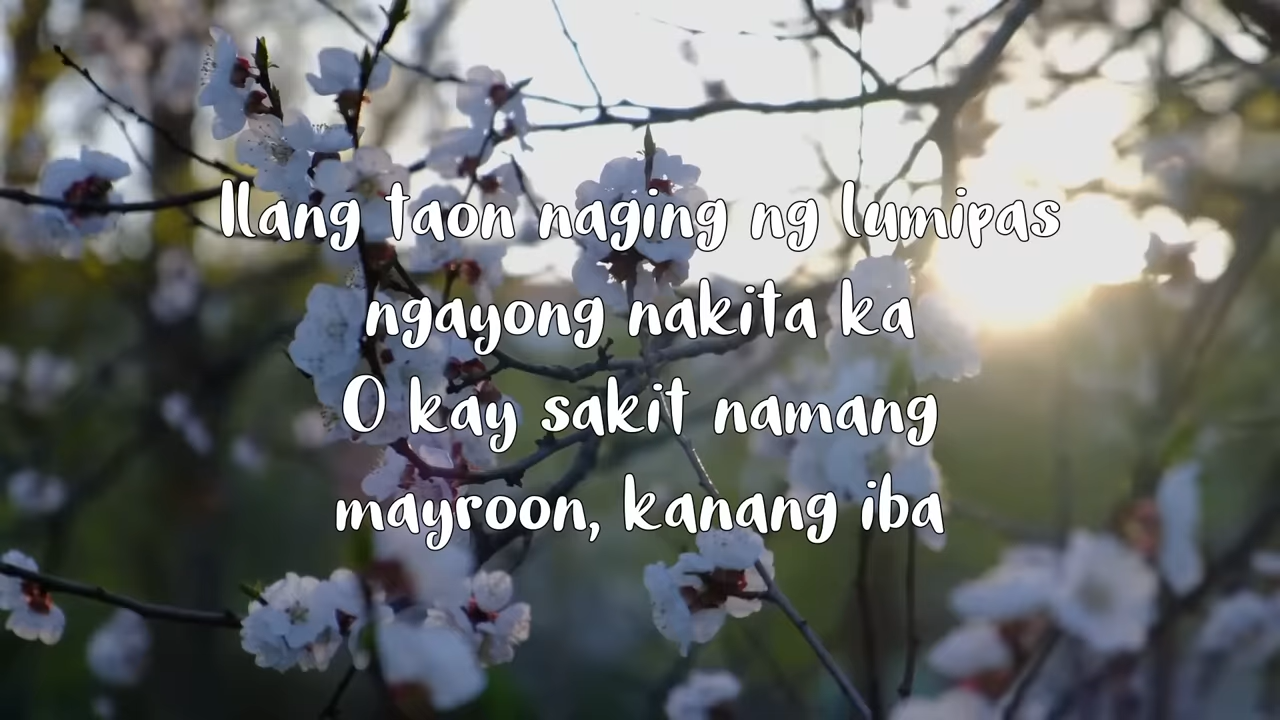 Ilang taon naging ng lumipas
ngayong nakita ka
O kay sakit namang
mayroon, kanang iba